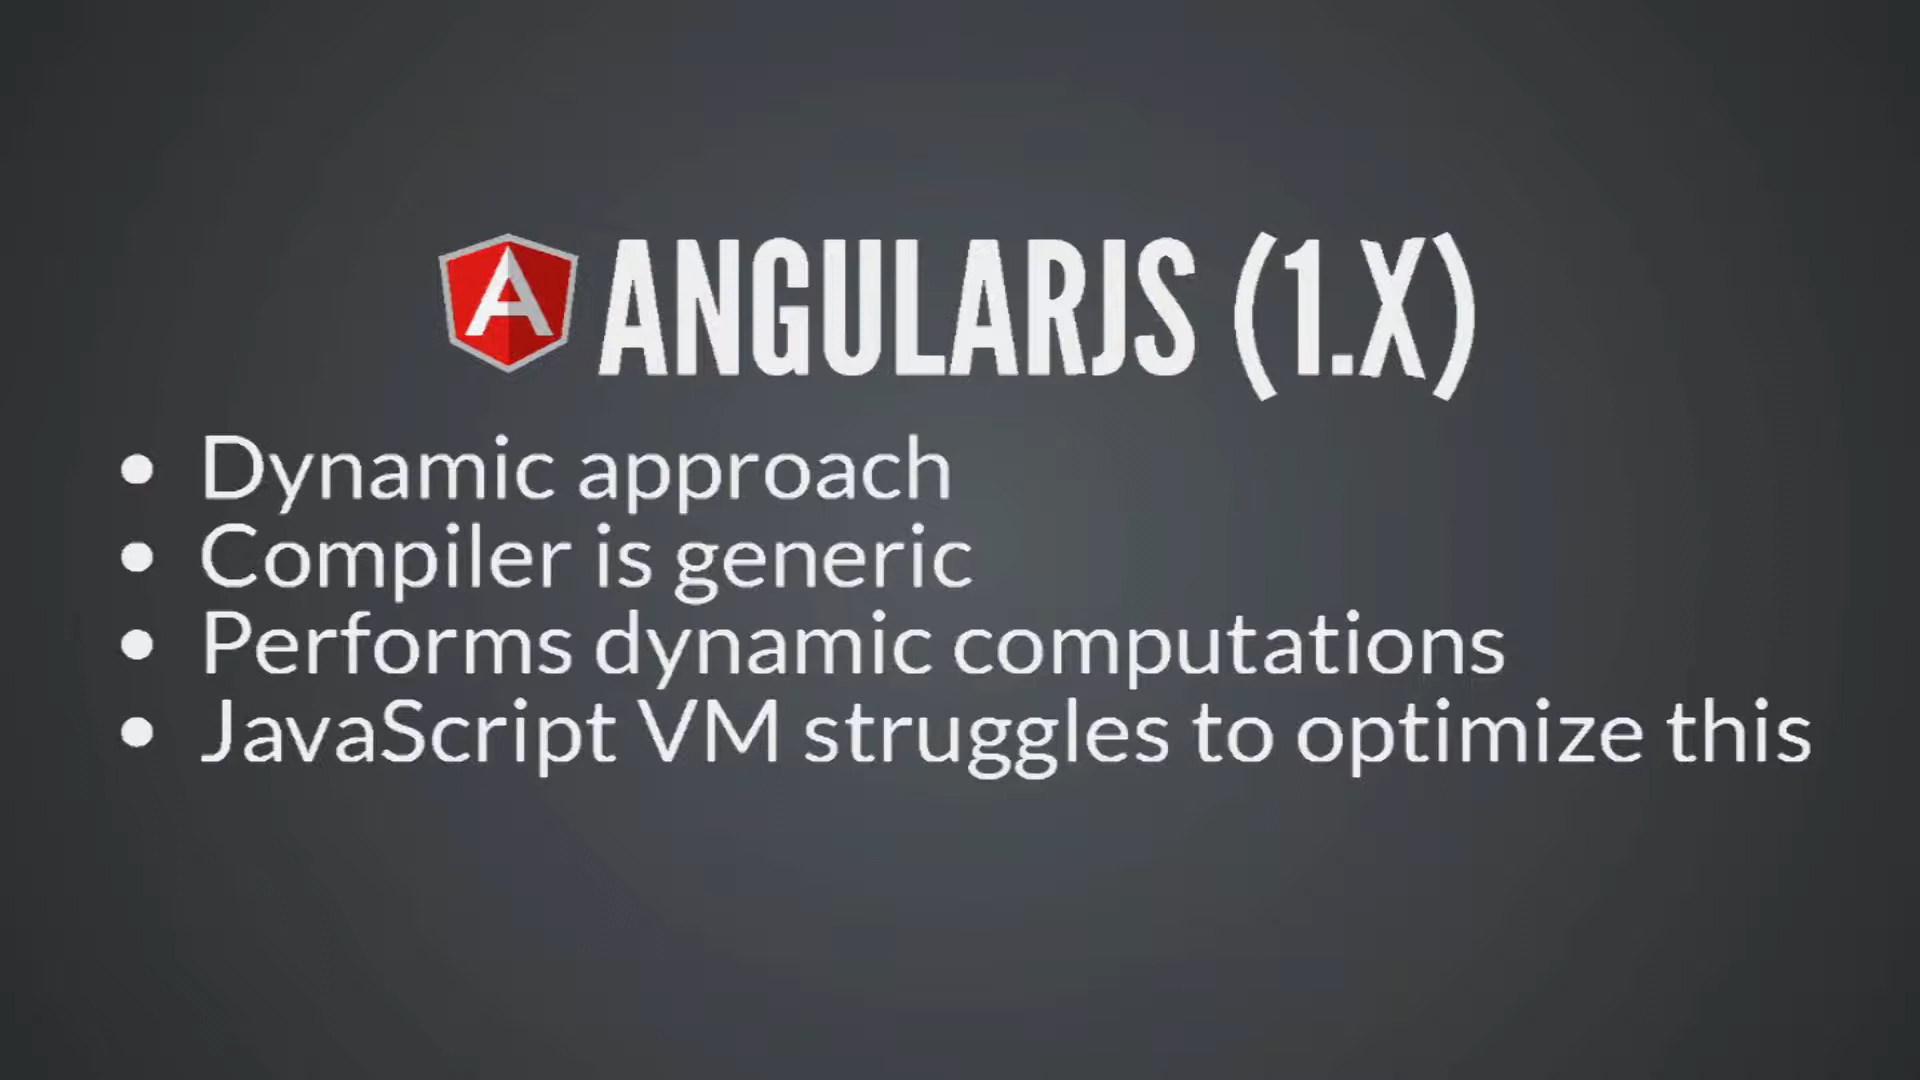 ANGULARJS (1.X)
• Dynamic approach
• Compiler is generic
• Performs dynamic computations
• JavaScript VM struggles to optimize this